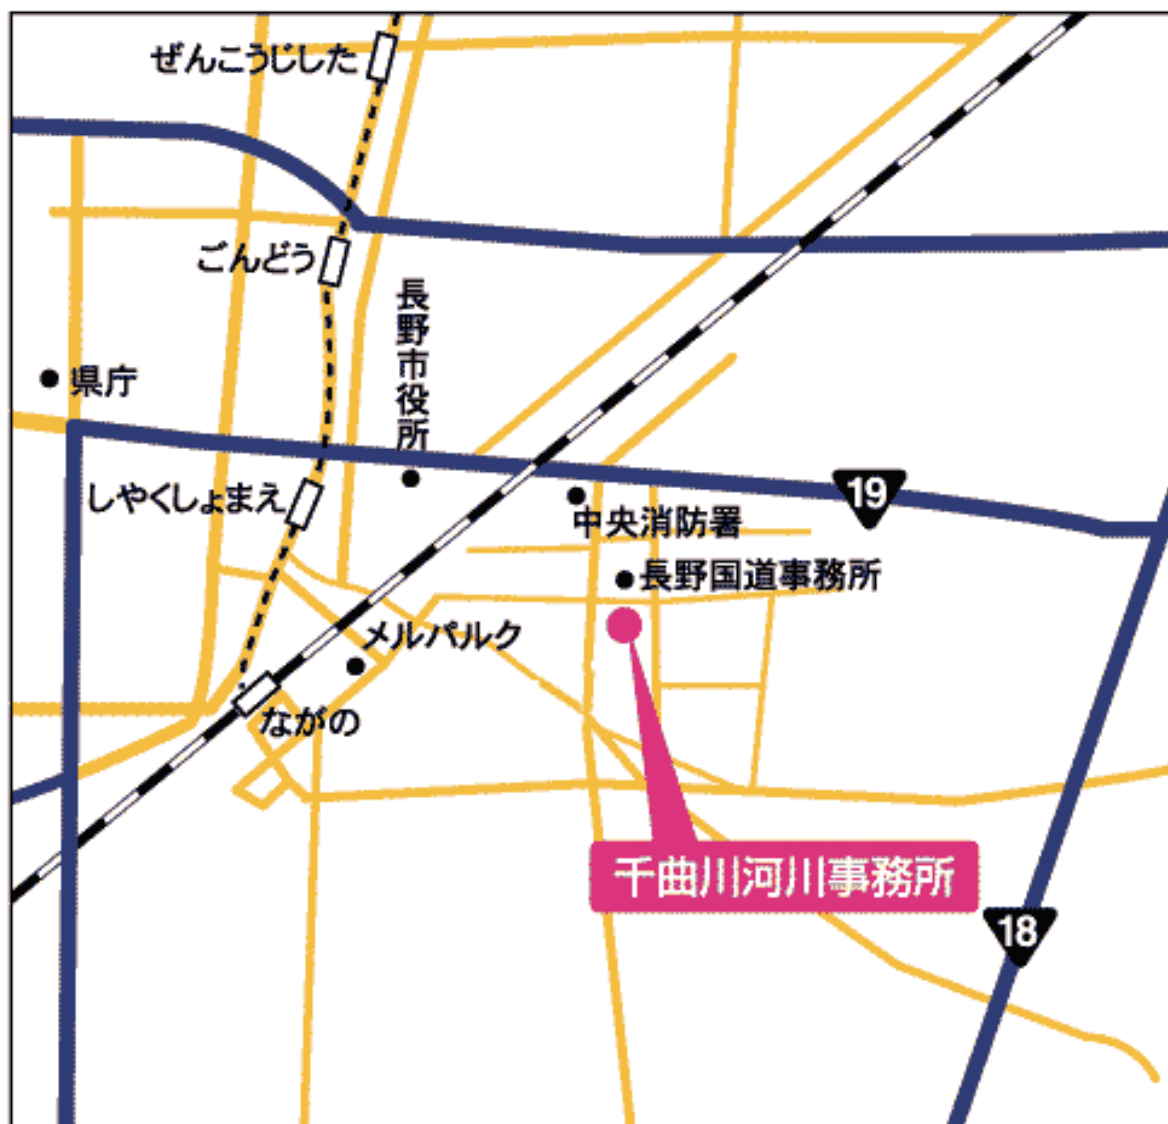 ぜんこうじした
ごんどう
長野市役所
県庁
しやくしょまえ
19
中央消防署
長野国道事務所
メルパルク
ながの
千曲川河川事務所
18